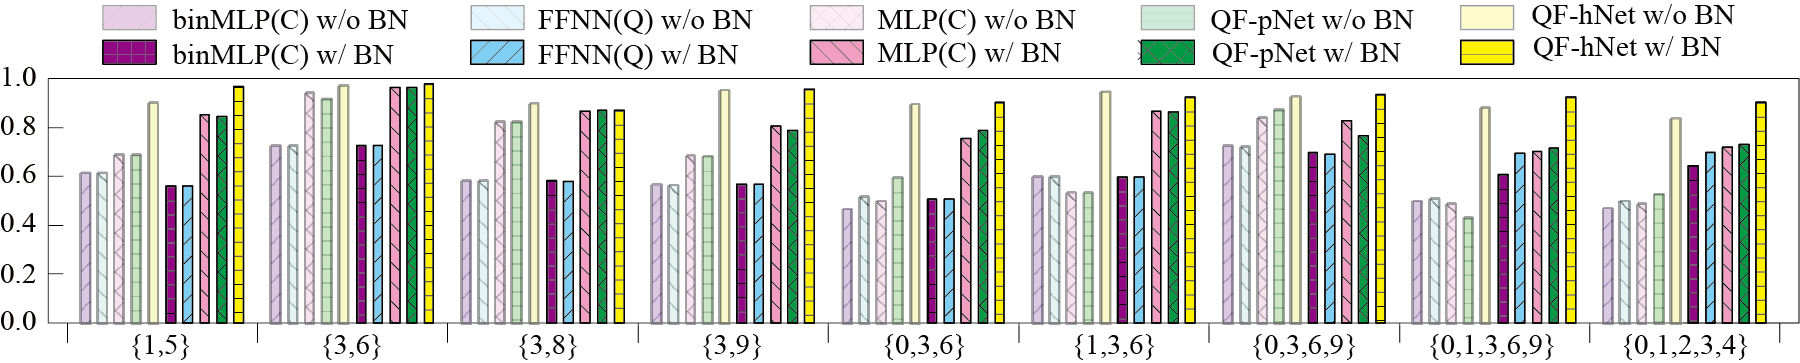 binMLP(C) w/o BN FFNN(Q) w/o BN MLP(C) w/o BN QF-pNet w/o BN QF-hNet w/o BN
binMLP(C) w/ BN FFNN(Q) w/ BN MLP(C) w/ BN QF-pNet w/ BN QF-hNet w/ BN
1.0
0.8
0.6
0.4
0.2
0.0
{1,5} {3,6} {3,8} {3,9} {0,3,6} {1,3,6} {0,3,6,9} {0,1,3,6,9} {0,1,2,3,4}